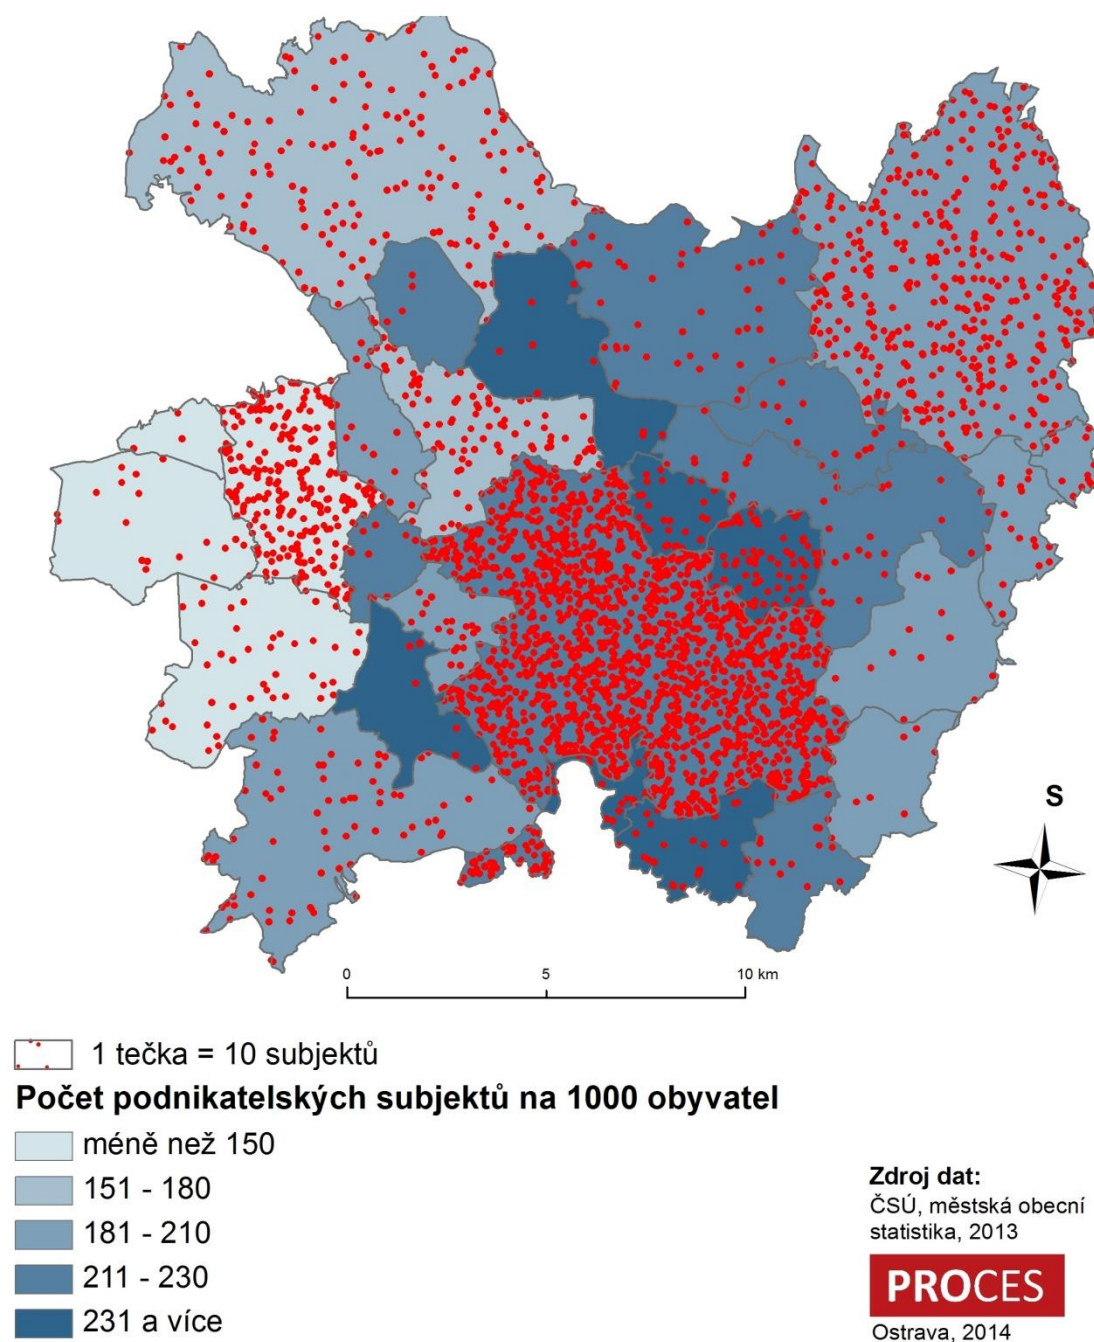 S
0 5 10 km
1 tečka = 10 subjektů
Počet podnikatelských subjektů na 1000 obyvatel
méně než 150
151 - 180
181 - 210
211 - 230
231 a více
Zdroj dat:
ČSÚ, městská obecní
statistika, 2013
PROCES
Ostrava, 2014